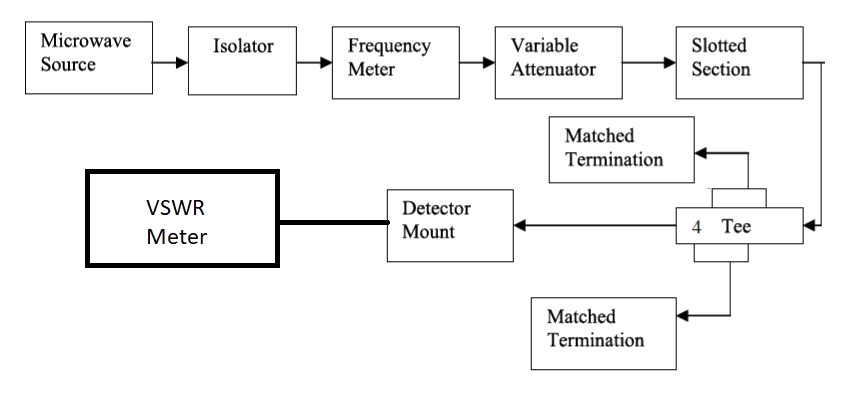 Microwave
Source
Isolator
Frequency
Meter
Variable
Attenuator
Slotted
Section
Matched
Termination
VSWR
Meter
Detector
Mount
4 Tee
Matched
Termination